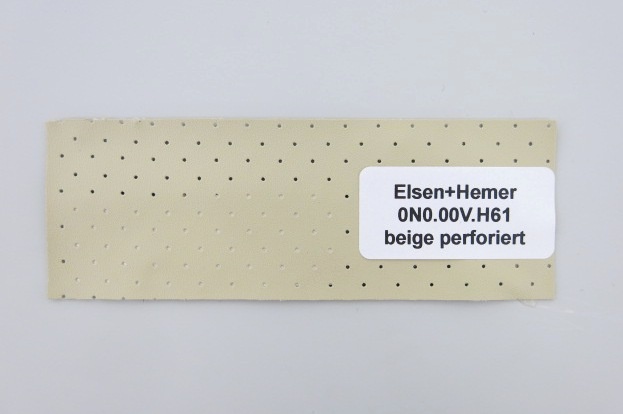 Elsen+Hemer
0N0.00V.H61
beige perforiert